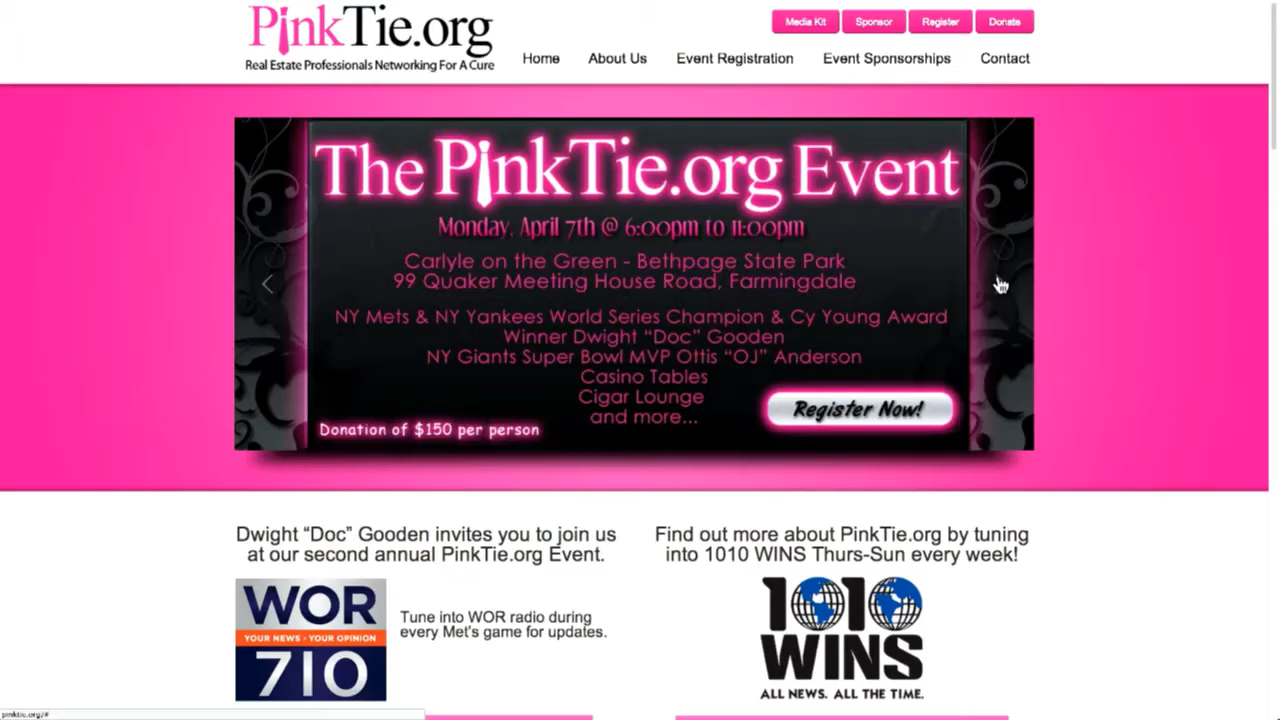 PinkTie.org
Real Estate Professionals Networking For A Cure
Media Kit
Sponsor
Register
Donate
Home
About Us
Event Registration
Event Sponsorships
Contact
The PinkTie.org Event
Monday, April 7th @ 6:00pm to 11:00pm
Carlyle on the Green - Bethpage State Park
99 Quaker Meeting House Road, Farmingdale
NY Mets & NY Yankees World Series Champion & Cy Young Award
Winner Dwight “Doc” Gooden
NY Giants Super Bowl MVP Ottis “OJ” Anderson
Casino Tables
Cigar Lounge
and more...
Register Now!
Donation of $150 per person
Dwight “Doc” Gooden invites you to join us
at our second annual PinkTie.org Event.
WOR
YOUR NEWS · YOUR OPINION
710
Tune into WOR radio during
every Met's game for updates.
Find out more about PinkTie.org by tuning
into 1010 WINS Thurs-Sun every week!
1010
WINS
ALL NEWS. ALL THE TIME.
pinktie.org/#